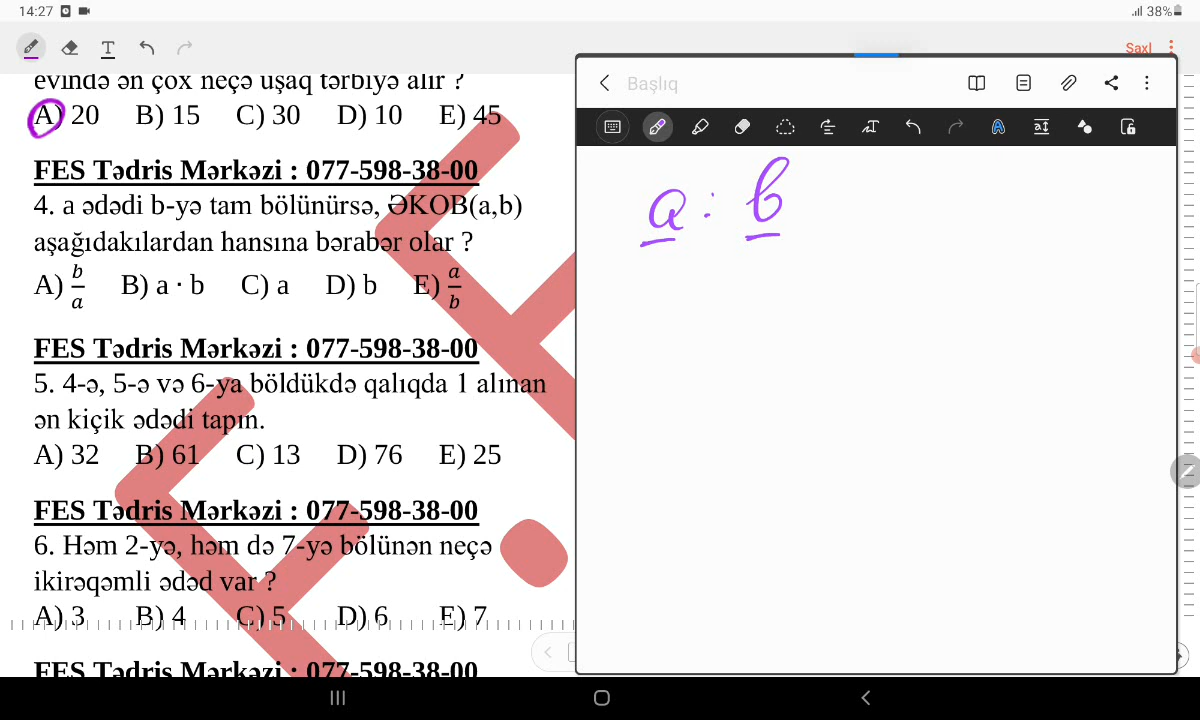 14:27
38%
Saxl
evində ən çox neçə uşaq tərbiyə alır ?
A) 20 B) 15 C) 30 D) 10 E) 45
FES Tədris Mərkəzi : 077-598-38-00
4. a ədədi b-yə tam bölünürsə, ƏKOB(a,b)
aşağıdakılardan hansına bərabər olar ?
A) b/a B) a · b C) a D) b E) a/b
FES Tədris Mərkəzi : 077-598-38-00
5. 4-ə, 5-ə və 6-ya böldükdə qalıqda 1 alınan
ən kiçik ədədi tapın.
A) 32 B) 61 C) 13 D) 76 E) 25
FES Tədris Mərkəzi : 077-598-38-00
6. Həm 2-yə, həm də 7-yə bölünən neçə
ikirəqəmli ədəd var ?
A) 3 B) 4 C) 5 D) 6 E) 7
FES Tədris Mərkəzi : 077-598-38-00
Başlıq
a : b